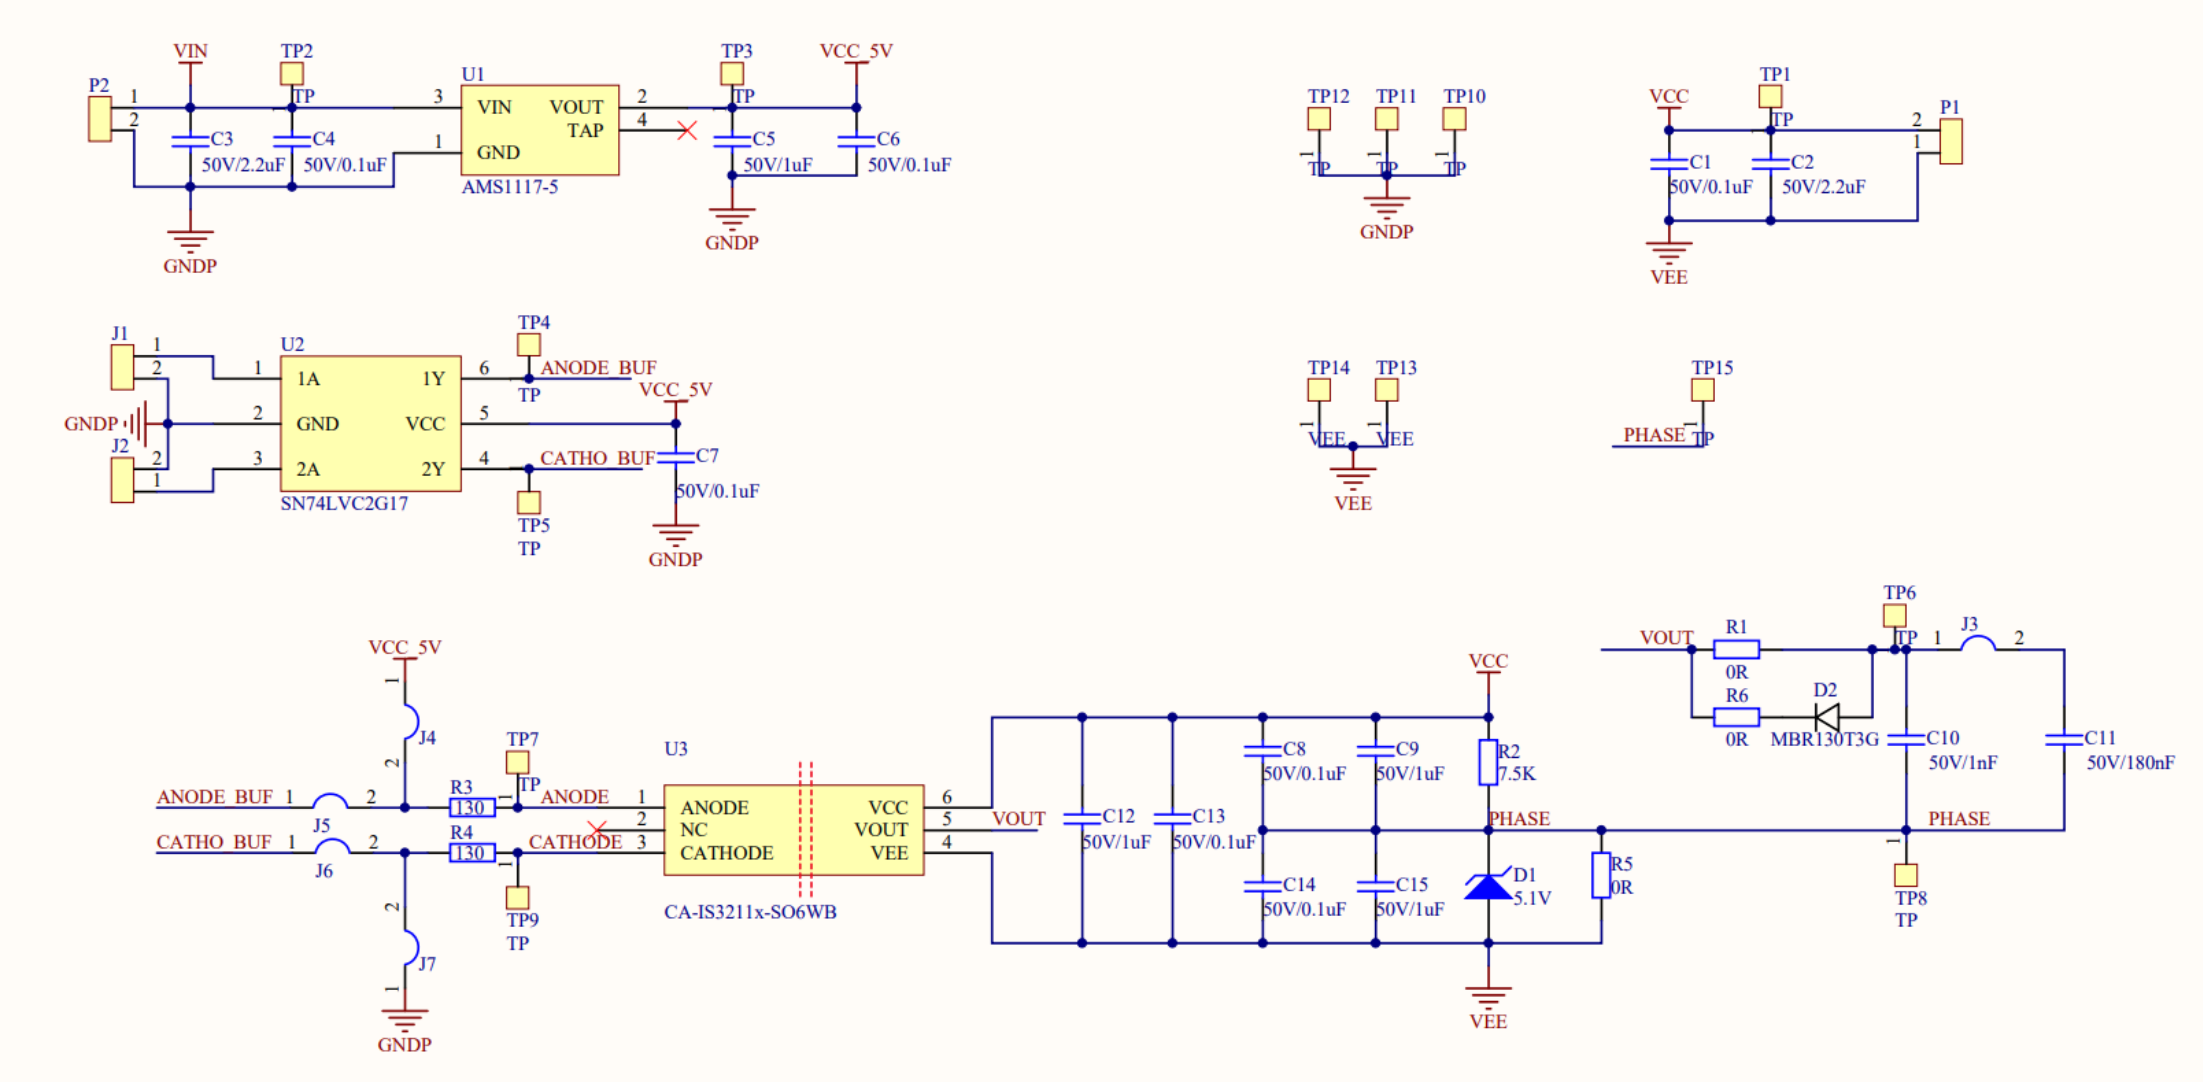 VIN
TP2
TP
P2
1
2
C3
50V/2.2uF
C4
50V/0.1uF
GNDP
U1
3
VIN
VOUT
2
TAP
4
1
GND
AMS1117-5
TP3
TP
VCC_5V
C5
50V/1uF
C6
50V/0.1uF
GNDP
TP12
TP11
TP10
1
1
1
TP
TP
TP
GNDP
VCC
TP1
TP
P1
2
1
C1
50V/0.1uF
C2
50V/2.2uF
VEE
J1
1
2
GNDP
J2
2
1
U2
1
1A
1Y
6
2
GND
VCC
5
3
2A
2Y
4
SN74LVC2G17
TP4
TP
ANODE_BUF
VCC_5V
CATHO_BUF
C7
50V/0.1uF
TP5
TP
GNDP
TP14
TP13
1
1
VEE
VEE
VEE
TP15
1
PHASE
TP
VCC_5V
1
J4
2
ANODE_BUF
1
2
J5
CATHO_BUF
1
2
J6
R3
130
R4
130
TP7
1
TP
ANODE
CATHODE
1
TP9
TP
2
J7
1
GNDP
U3
1
ANODE
VCC
6
2
NC
VOUT
5
3
CATHODE
VEE
4
CA-IS3211x-SO6WB
VOUT
VCC
C12
50V/1uF
C13
50V/0.1uF
C8
50V/0.1uF
C9
50V/1uF
R2
7.5K
PHASE
C14
50V/0.1uF
C15
50V/1uF
D1
5.1V
R5
0R
VEE
VOUT
R1
0R
R6
0R
D2
MBR130T3G
TP6
TP
1
J3
2
C10
50V/1nF
C11
50V/180nF
PHASE
1
TP8
TP